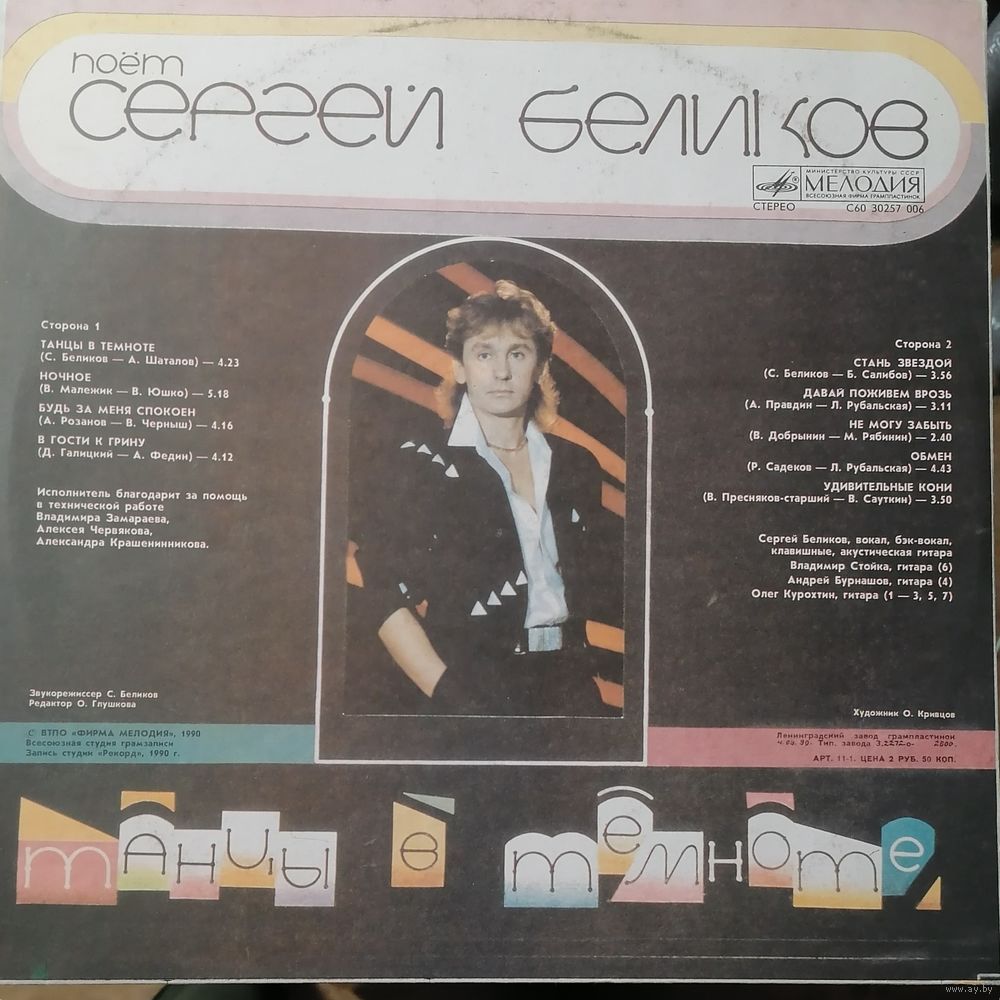 поёт
СЕРГЕЙ БЕЛИКОВ
МИНИСТЕРСТВО КУЛЬТУРЫ СССР
МЕЛОДИЯ
ВСЕСОЮЗНАЯ ФИРМА ГРАМПЛАСТИНОК
СТЕРЕО С60 30257 006
Сторона 1
ТАНЦЫ В ТЕМНОТЕ
(С. Беликов — А. Шаталов) — 4.23
НОЧНОЕ
(В. Малежик — В. Юшко) — 5.18
БУДЬ ЗА МЕНЯ СПОКОЕН
(А. Розанов — В. Черныш) — 4.16
В ГОСТИ К ГРИНУ
(Д. Галицкий — А. Федин) — 4.12
Исполнитель благодарит за помощь
в технической работе
Владимира Замараева,
Алексея Червякова,
Александра Крашенинникова.
Сторона 2
СТАНЬ ЗВЕЗДОЙ
(С. Беликов — Б. Салибов) — 3.56
ДАВАЙ ПОЖИВЕМ ВРОЗЬ
(А. Правдин — Л. Рубальская) — 3.11
НЕ МОГУ ЗАБЫТЬ
(В. Добрынин — М. Рябинин) — 2.40
ОБМЕН
(Р. Садеков — Л. Рубальская) — 4.43
УДИВИТЕЛЬНЫЕ КОНИ
(В. Пресняков-старший — В. Сауткин) — 3.50
Сергей Беликов, вокал, бэк-вокал,
клавишные, акустическая гитара
Владимир Стойка, гитара (6)
Андрей Бурнашов, гитара (4)
Олег Курохтин, гитара (1 — 3, 5, 7)
Звукорежиссер С. Беликов
Редактор О. Глушкова
Художник О. Кривцов
© ВТПО «ФИРМА МЕЛОДИЯ», 1990
Всесоюзная студия грамзаписи
Запись студии «Рекорд», 1990 г.
Ленинградский завод грампластинок
Тип. завода
АРТ. 11-1. ЦЕНА 2 РУБ. 50 КОП.
танцы в темноте
www.ay.by